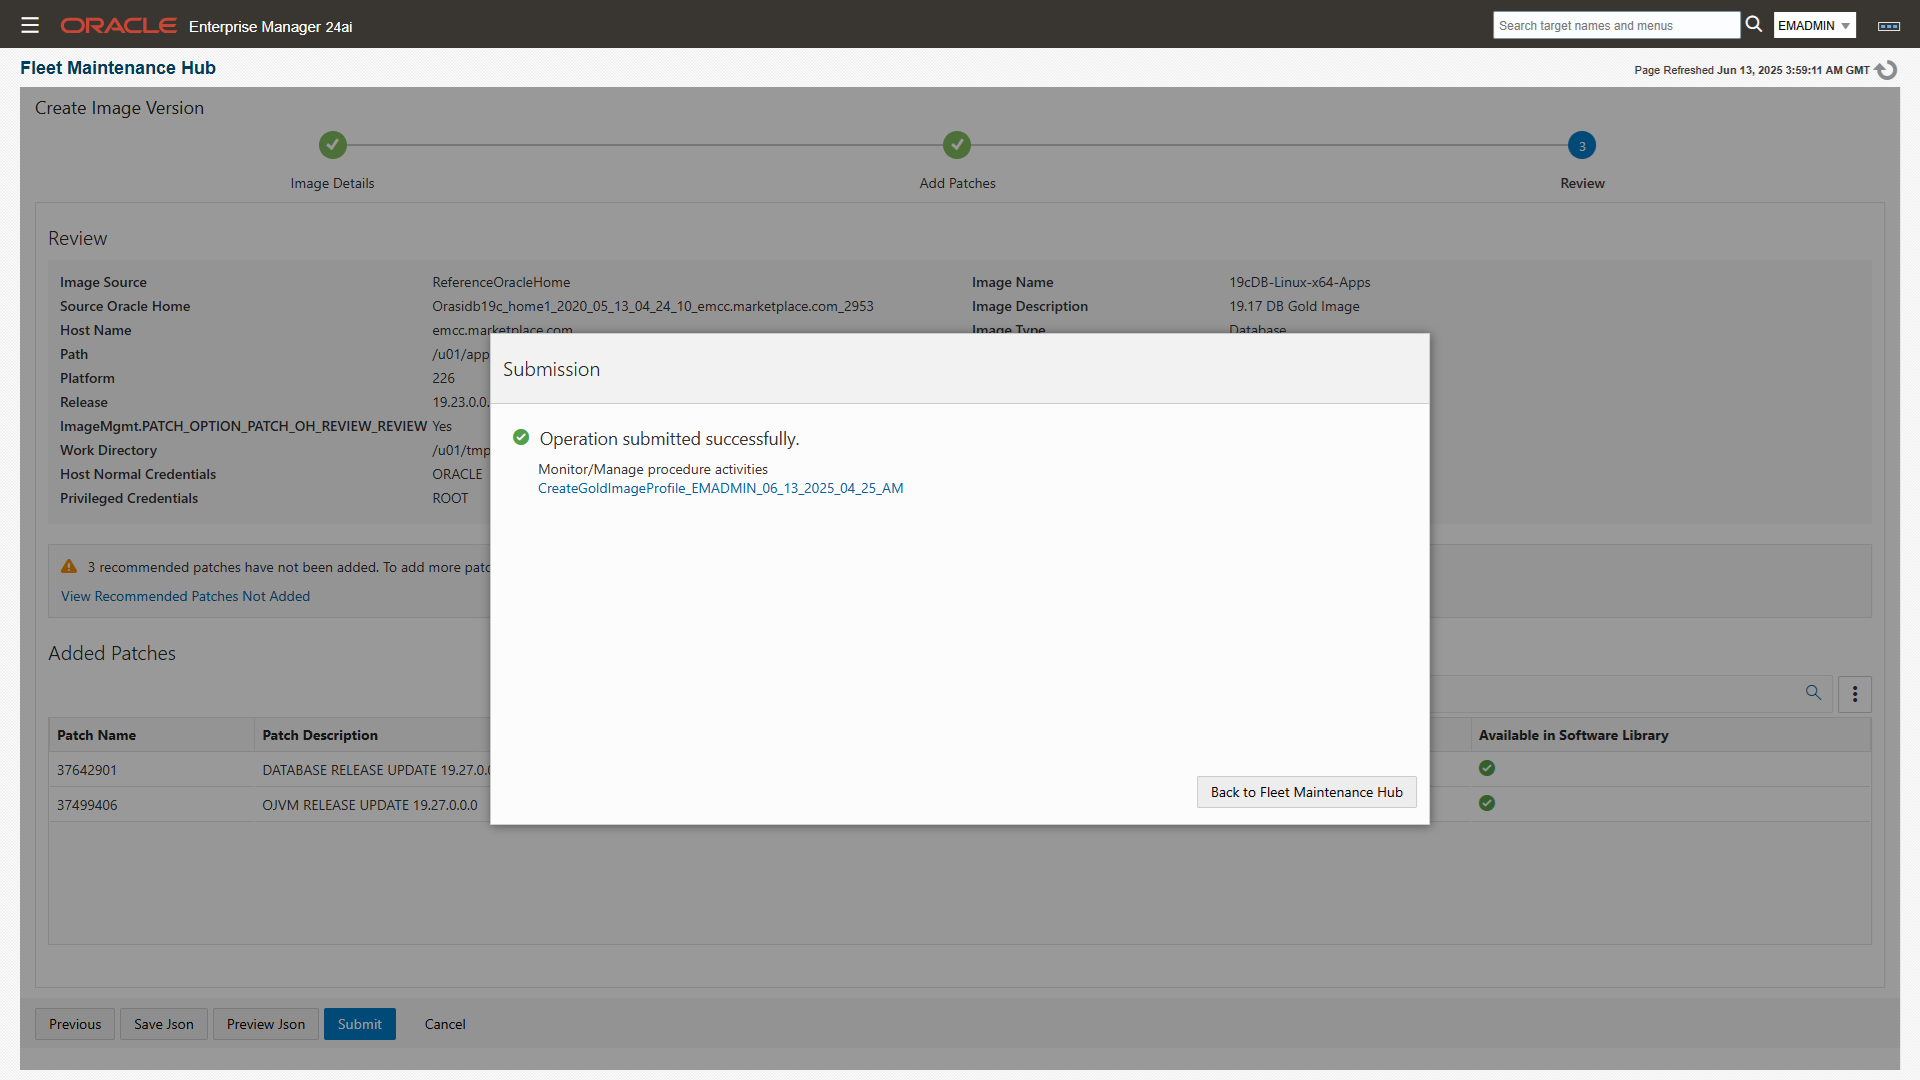 ORACLE Enterprise Manager 24ai
Search target names and menus
EMADMIN
Fleet Maintenance Hub
Page Refreshed Jun 13, 2025 3:59:11 AM GMT
Create Image Version
3
Image Details
Add Patches
Review
Review
Image Source ReferenceOracleHome Image Name 19cDB-Linux-x64-Apps
Source Oracle Home Orasidb19c_home1_2020_05_13_04_24_10_emcc.marketplace.com_2953 Image Description 19.17 DB Gold Image
Host Name emcc.marketplace.com Image Type Database
Path /u01/app
Platform 226
Release 19.23.0.0.
ImageMgmt.PATCH_OPTION_PATCH_OH_REVIEW_REVIEW Yes
Work Directory /u01/tmp
Host Normal Credentials ORACLE
Privileged Credentials ROOT
Submission
Operation submitted successfully.
Monitor/Manage procedure activities
CreateGoldImageProfile_EMADMIN_06_13_2025_04_25_AM
Back to Fleet Maintenance Hub
3 recommended patches have not been added. To add more patc
View Recommended Patches Not Added
Added Patches
Patch Name Patch Description Available in Software Library
37642901 DATABASE RELEASE UPDATE 19.27.0.
37499406 OJVM RELEASE UPDATE 19.27.0.0.0
Previous Save Json Preview Json Submit Cancel